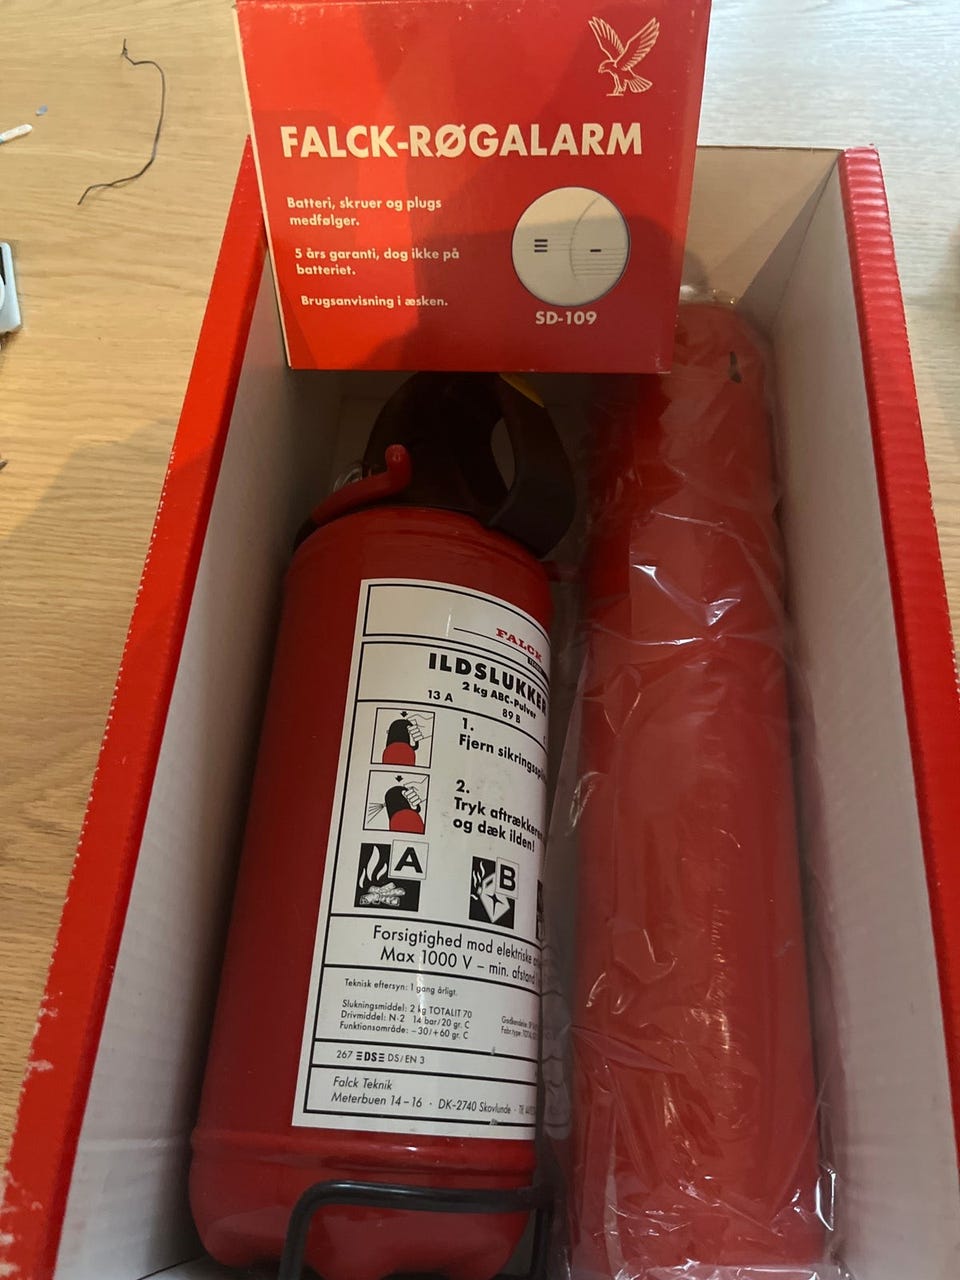 FALCK-RØGALARM
Batteri, skruer og plugs
medfølger.
5 års garanti, dog ikke på
batteriet.
Brugsanvisning i æsken.
SD-109
FALCK
ILDSLUKKER
2 kg ABC-Pulver
13 A
89 B
1.
Fjern
2.
Tryk
og dæk ilden!
A
B
Forsigtighed mod elektriske
Max 1000 V – min. afstand
Teknisk eftersyn: 1 gang årligt.
Slukningsmiddel: 2 kg TOTALIT 70
Drivmiddel: N-2 14 bar/20 gr. C
Funktionsområde: –30/+60 gr. C
267 DS DS/EN 3
Falck Teknik
Meterbuen 14–16 · DK-2740 Skovlunde